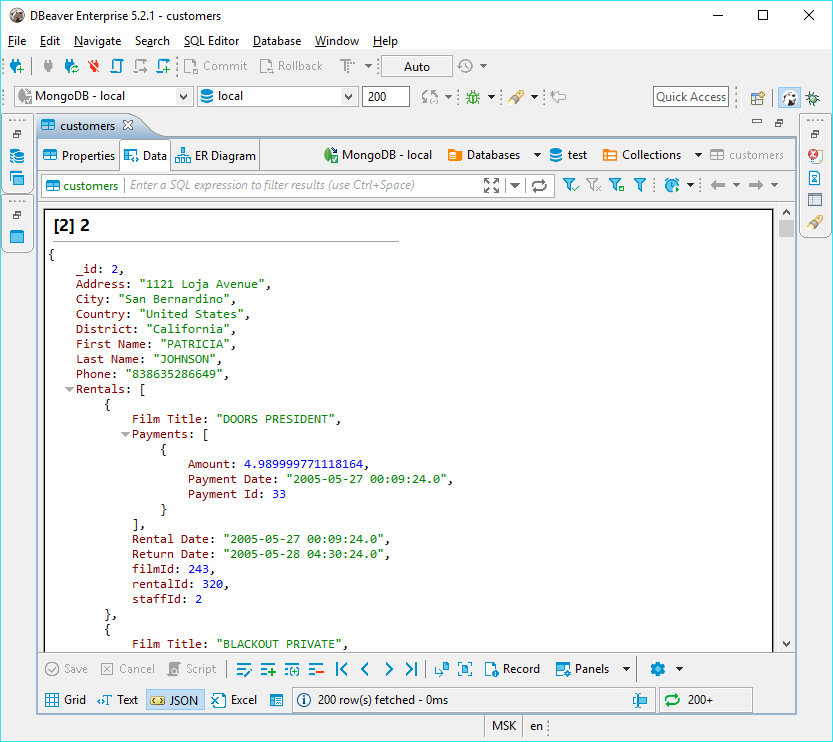 DBeaver Enterprise 5.2.1 - customers
File Edit Navigate Search SQL Editor Database Window Help
Commit Rollback Auto
MongoDB - local local 200 Quick Access
customers
Properties Data ER Diagram MongoDB - local Databases test Collections customers
customers Enter a SQL expression to filter results (use Ctrl+Space)
[2] 2
{
_id: 2,
Address: "1121 Loja Avenue",
City: "San Bernardino",
Country: "United States",
District: "California",
First Name: "PATRICIA",
Last Name: "JOHNSON",
Phone: "838635286649",
Rentals: [
{
Film Title: "DOORS PRESIDENT",
Payments: [
{
Amount: 4.989999771118164,
Payment Date: "2005-05-27 00:09:24.0",
Payment Id: 33
}
],
Rental Date: "2005-05-27 00:09:24.0",
Return Date: "2005-05-28 04:30:24.0",
filmId: 243,
rentalId: 320,
staffId: 2
},
{
Film Title: "BLACKOUT PRIVATE",
Save Cancel Script Record Panels
Grid Text JSON Excel 200 row(s) fetched - 0ms 200+
MSK en